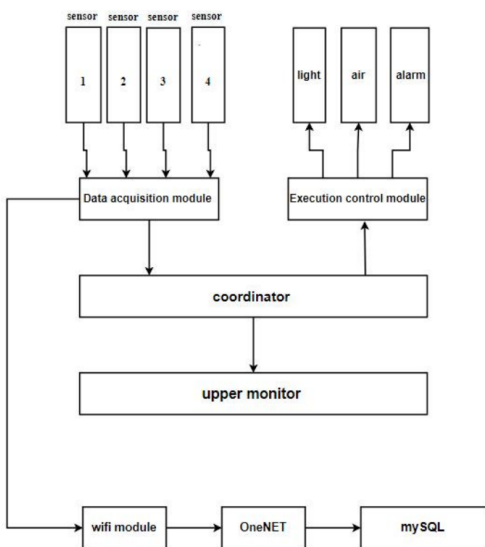 sensor sensor sensor sensor
1 2 3 4
light air alarm
Data acquisition module
Execution control module
coordinator
upper monitor
wifi module
OneNET
mySQL